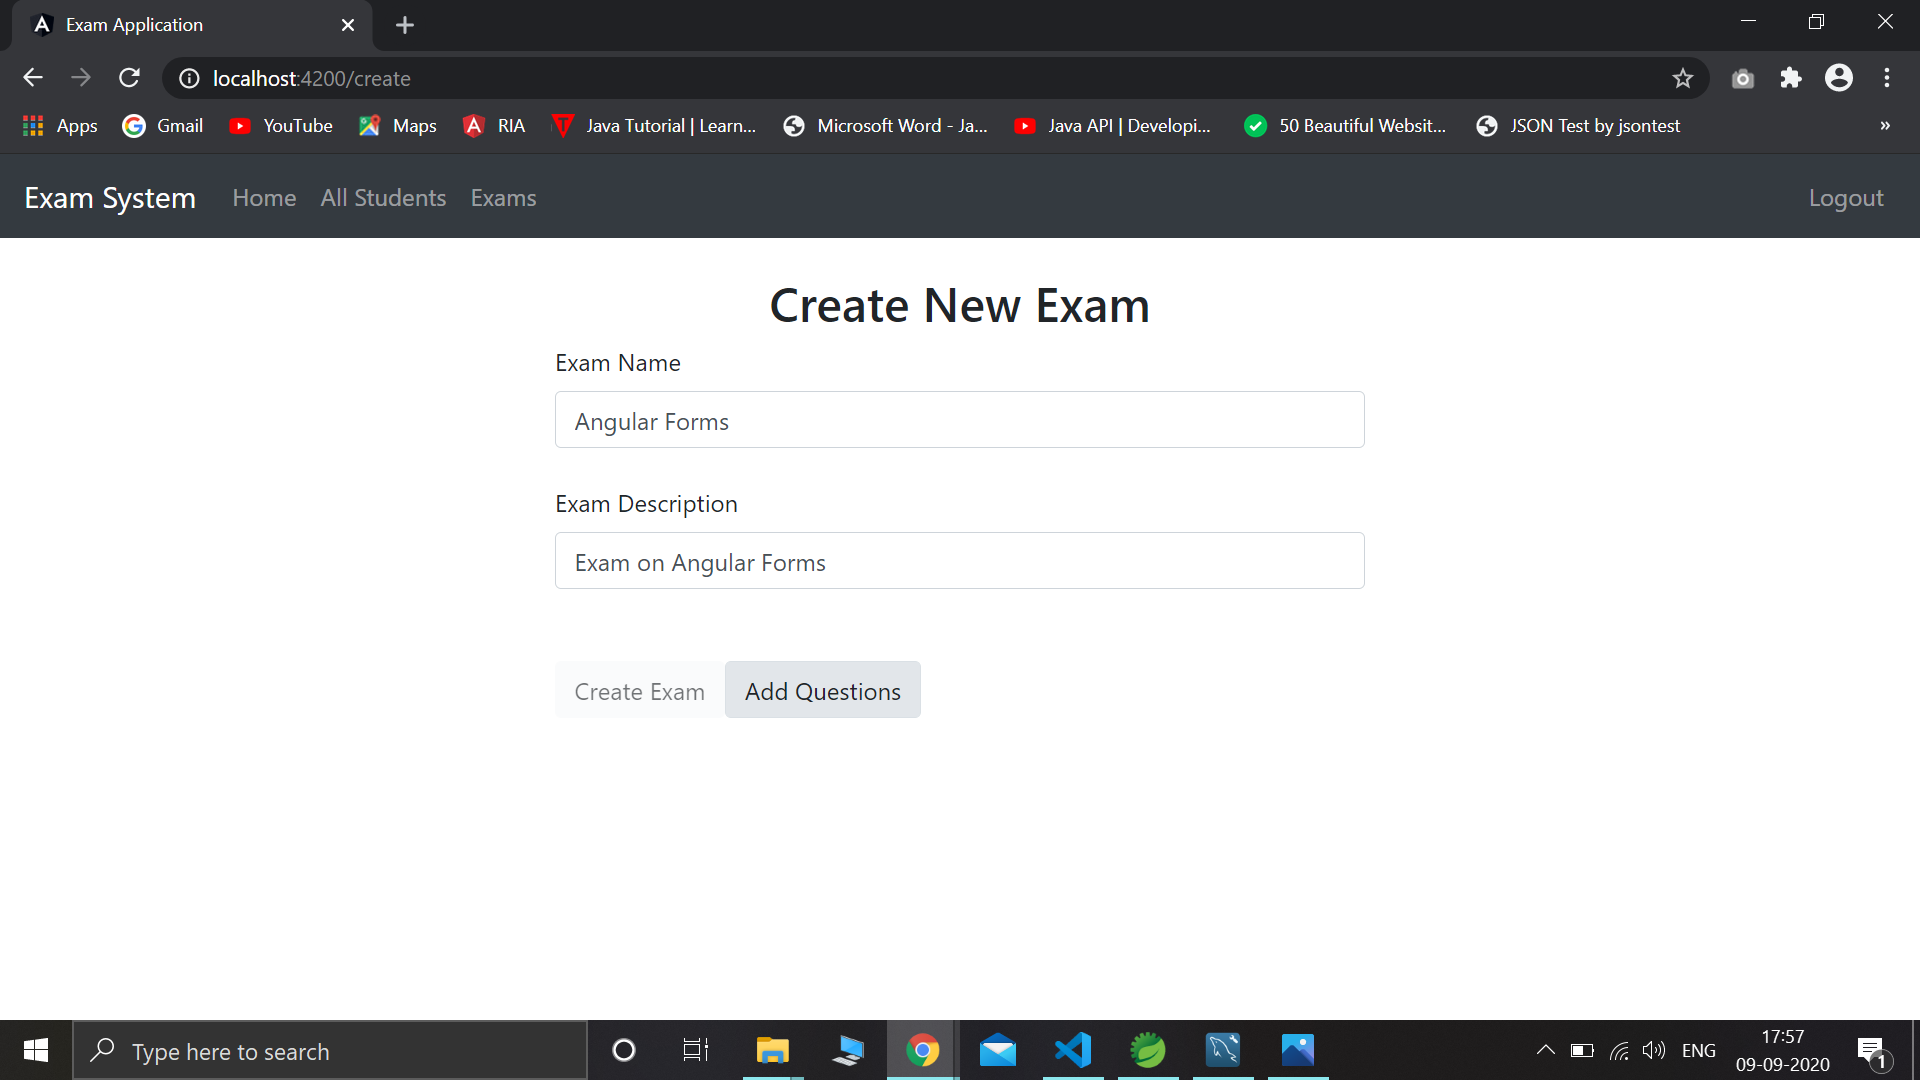 Exam Application
localhost:4200/create
Apps Gmail YouTube Maps RIA Java Tutorial | Learn... Microsoft Word - Ja... Java API | Developi... 50 Beautiful Websit... JSON Test by jsontest »
Exam System Home All Students Exams Logout
Create New Exam
Exam Name
Angular Forms
Exam Description
Exam on Angular Forms
Create Exam Add Questions
Type here to search
ENG
17:57
09-09-2020
1